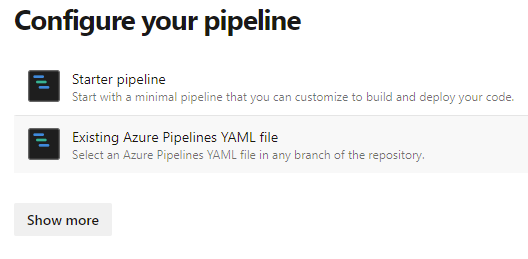 Configure your pipeline
Starter pipeline
Start with a minimal pipeline that you can customize to build and deploy your code.
Existing Azure Pipelines YAML file
Select an Azure Pipelines YAML file in any branch of the repository.
Show more